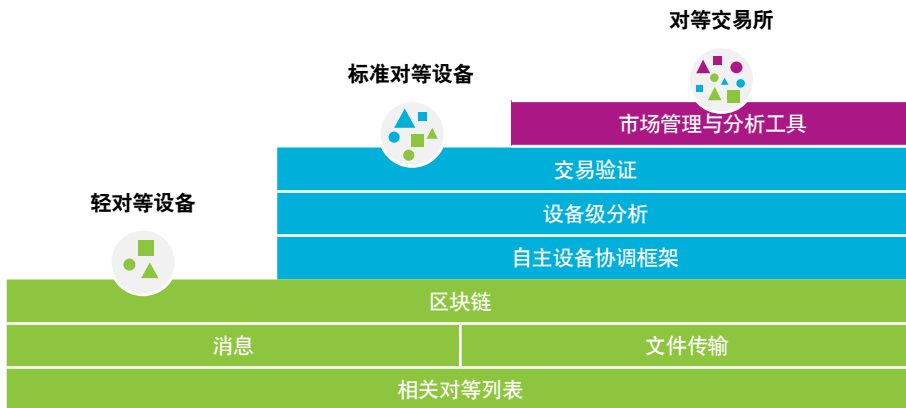 对等交易所
标准对等设备
市场管理与分析工具
交易验证
轻对等设备
设备级分析
自主设备协调框架
区块链
消息
文件传输
相关对等列表